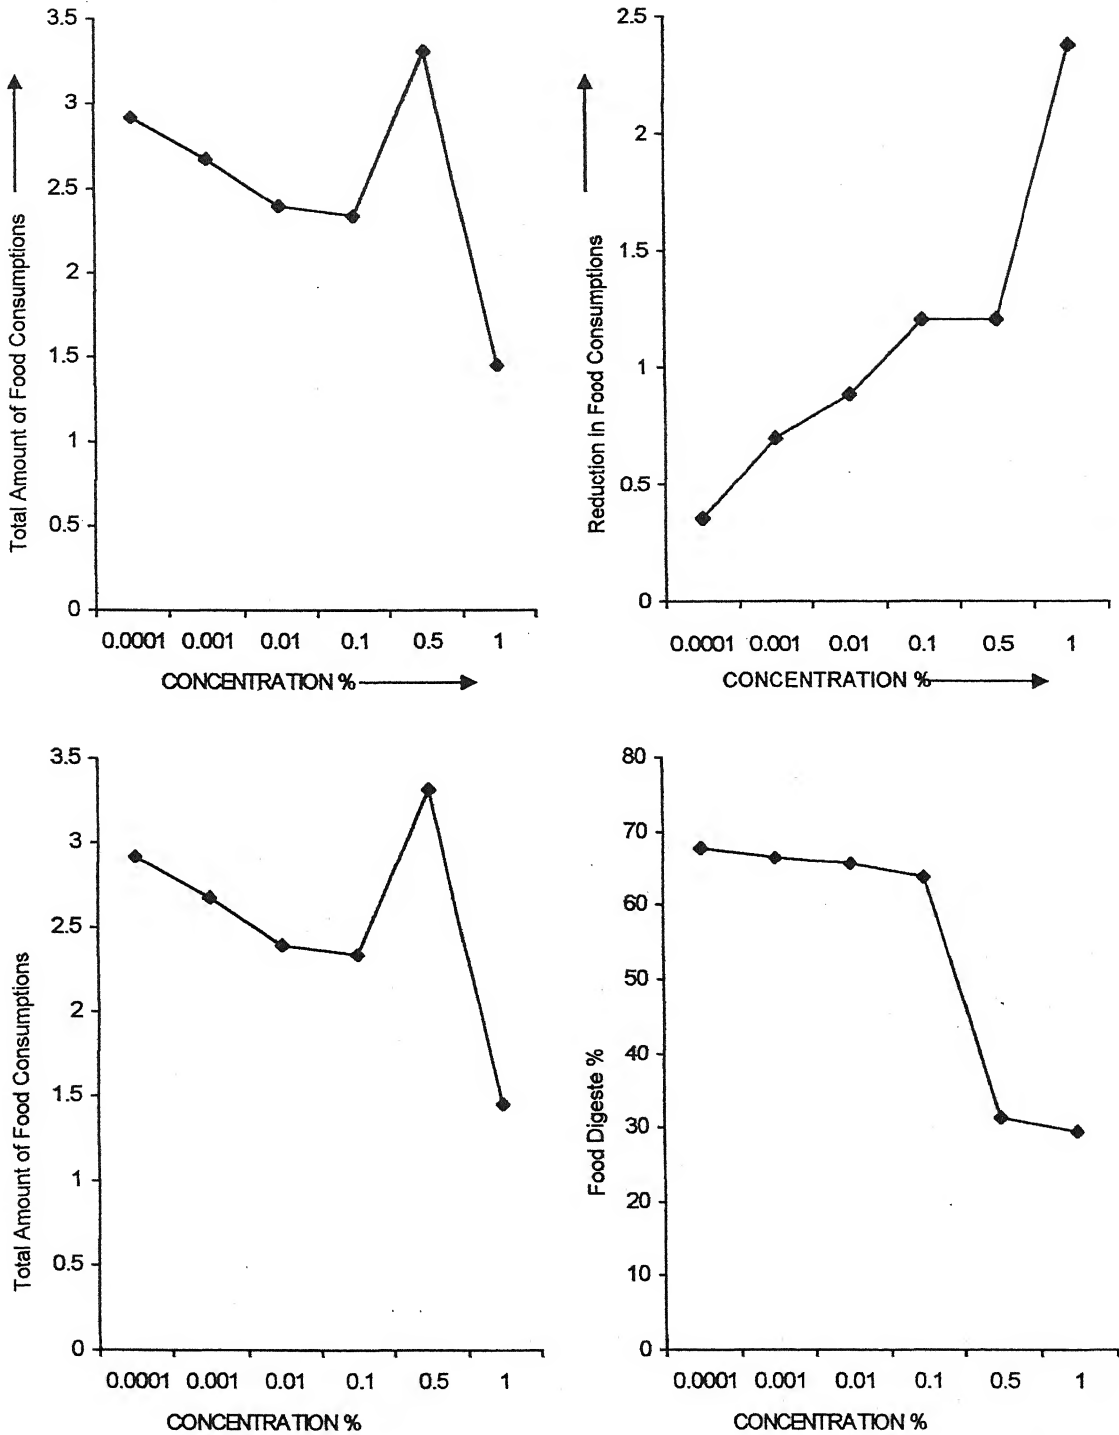 Total Amount of Food Consumptions
3.5
3
2.5
2
1.5
1
0.5
0
0.0001 0.001 0.01 0.1 0.5 1
CONCENTRATION %
Reduction in Food Consumptions
2.5
2
1.5
1
0.5
0
0.0001 0.001 0.01 0.1 0.5 1
CONCENTRATION %
Total Amount of Food Consumptions
3.5
3
2.5
2
1.5
1
0.5
0
0.0001 0.001 0.01 0.1 0.5 1
CONCENTRATION %
Food Digeste %
80
70
60
50
40
30
20
10
0
0.0001 0.001 0.01 0.1 0.5 1
CONCENTRATION %